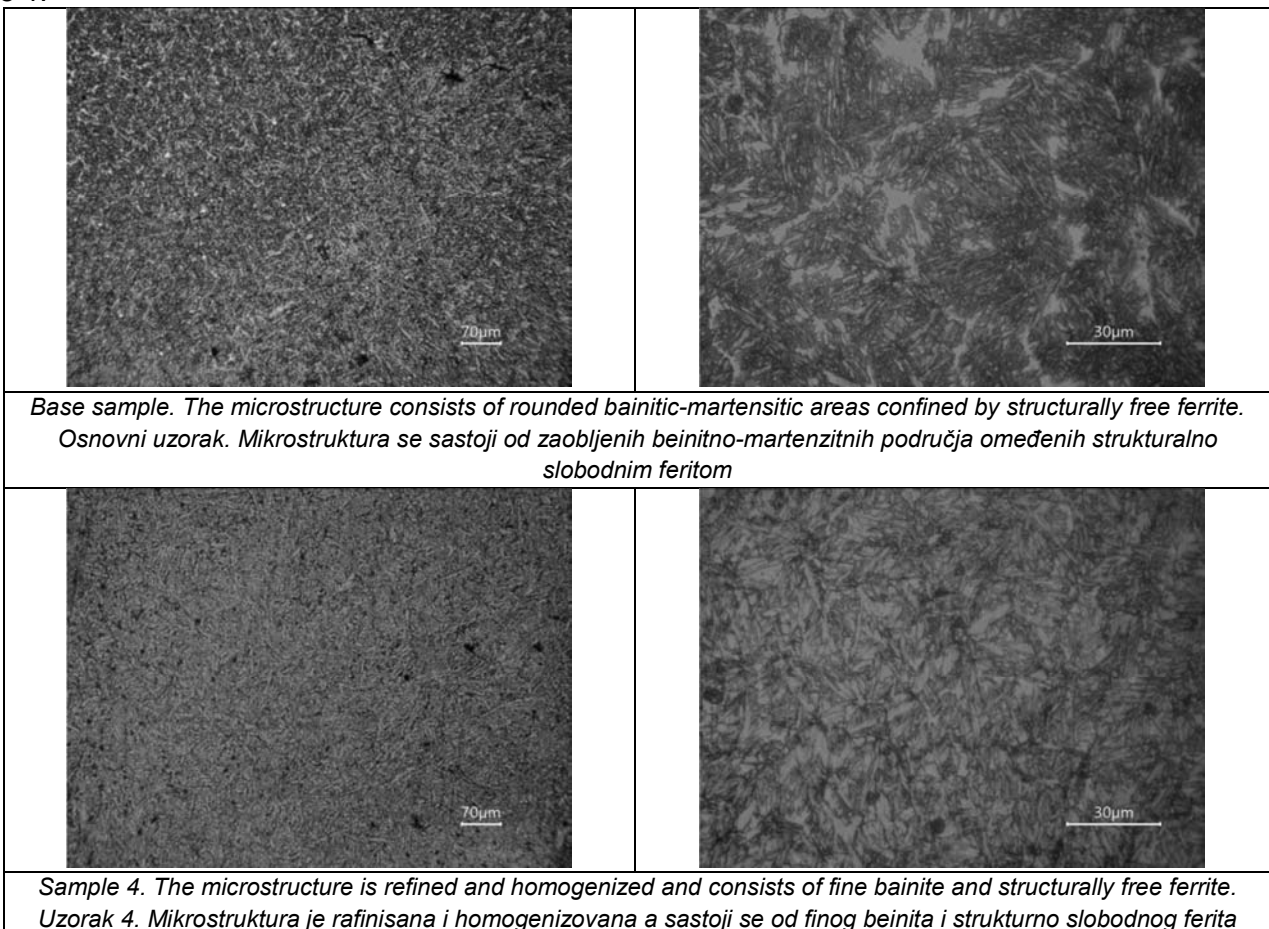 70µm
30µm
Base sample. The microstructure consists of rounded bainitic-martensitic areas confined by structurally free ferrite.
Osnovni uzorak. Mikrostruktura se sastoji od zaobljenih beinitno-martenzitnih područja omeđenih strukturalno
slobodnim feritom
70µm
30µm
Sample 4. The microstructure is refined and homogenized and consists of fine bainite and structurally free ferrite.
Uzorak 4. Mikrostruktura je rafinisana i homogenizovana a sastoji se od finog beinita i strukturno slobodnog ferita